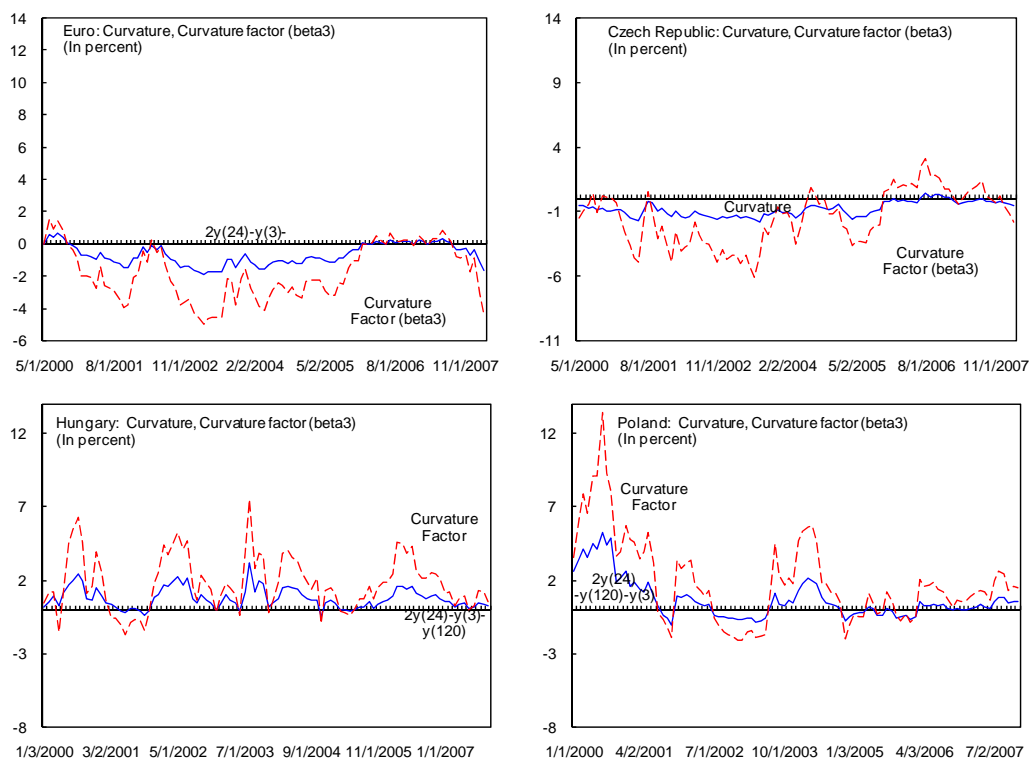 Euro: Curvature, Curvature factor (beta3)
(In percent)
14
12
10
8
6
4
2
0
-2
-4
-6
2y(24)-y(3)-
Curvature
Factor (beta3)
5/1/2000 8/1/2001 11/1/2002 2/2/2004 5/2/2005 8/1/2006 11/1/2007
Czech Republic: Curvature, Curvature factor (beta3)
(In percent)
14
9
4
-1
-6
-11
Curvature
Curvature
Factor (beta3)
5/1/2000 8/1/2001 11/1/2002 2/2/2004 5/2/2005 8/1/2006 11/1/2007
Hungary: Curvature, Curvature factor (beta3)
(In percent)
12
7
2
-3
-8
Curvature
Factor
2y(24)-y(3)-
y(120)
1/3/2000 3/2/2001 5/1/2002 7/1/2003 9/1/2004 11/1/2005 1/1/2007
Poland: Curvature, Curvature factor (beta3)
(In percent)
12
7
2
-3
-8
Curvature
Factor
2y(24)
-y(120)-y(3)
1/1/2000 4/2/2001 7/1/2002 10/1/2003 1/3/2005 4/3/2006 7/2/2007